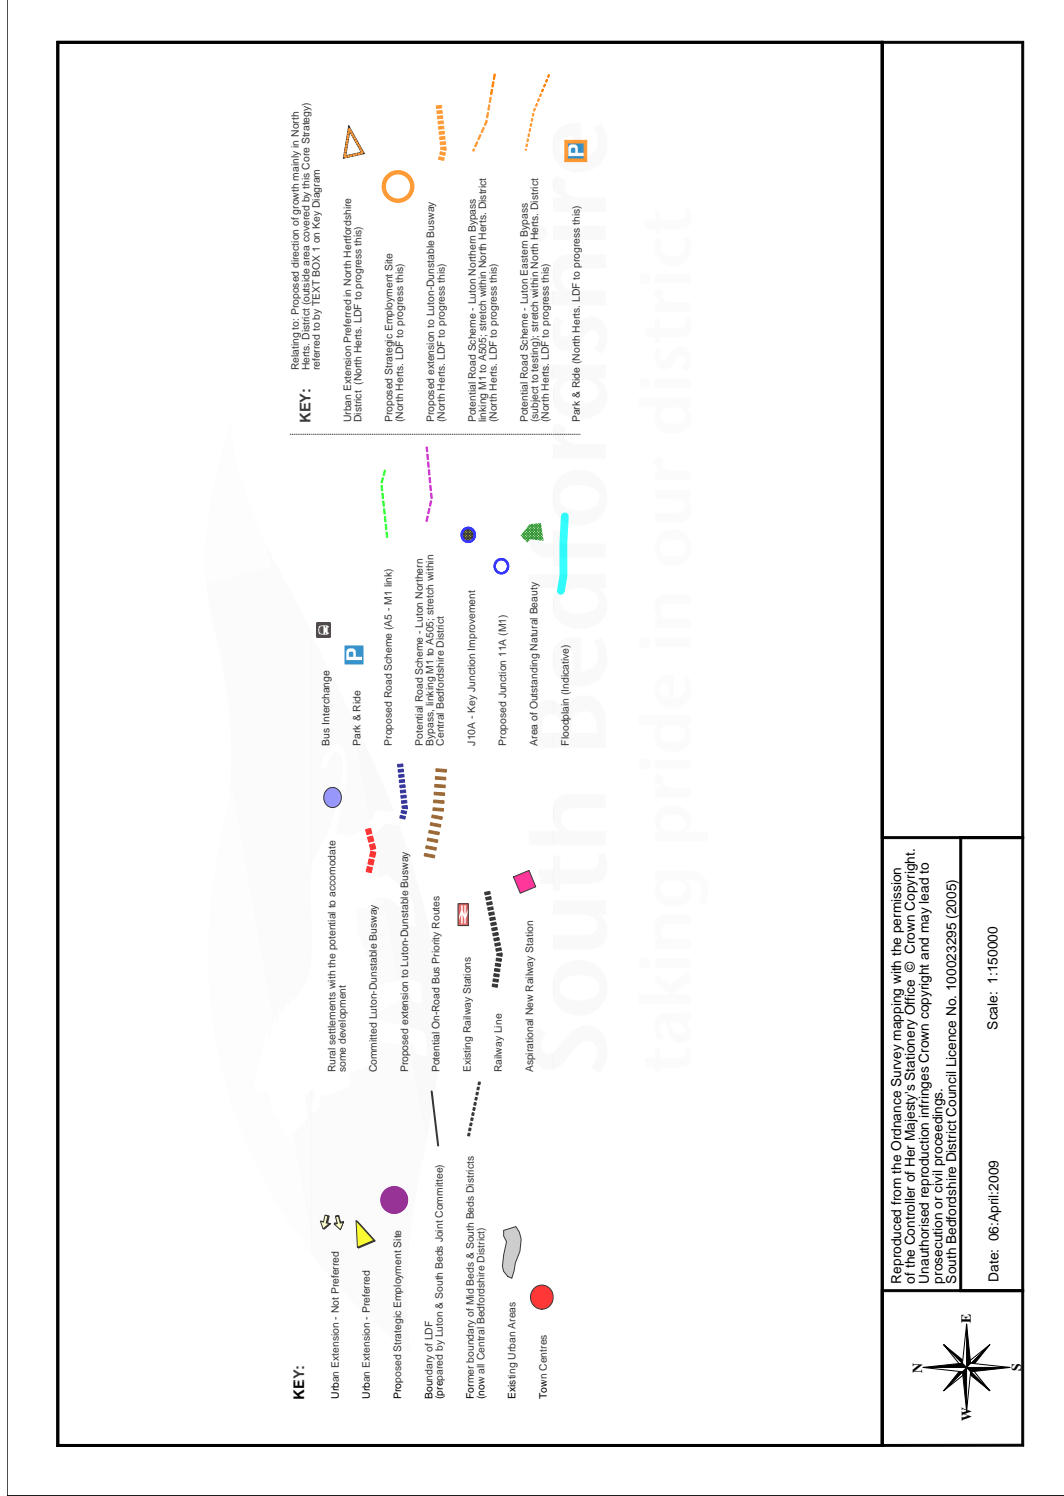 KEY:
Urban Extension - Not Preferred
Urban Extension - Preferred
Proposed Strategic Employment Site
Boundary of LDF
(prepared by Luton & South Beds Joint Committee)
Former boundary of Mid Beds & South Beds Districts
(now all Central Bedfordshire District)
Existing Urban Areas
Town Centres
Rural settlements with the potential to accomodate
some development
Committed Luton-Dunstable Busway
Proposed extension to Luton-Dunstable Busway
Potential On-Road Bus Priority Routes
Existing Railway Stations
Railway Line
Aspirational New Railway Station
Bus Interchange
Park & Ride
P
Proposed Road Scheme (A5 - M1 link)
Potential Road Scheme - Luton Northern
Bypass, linking M1 to A505; stretch within
Central Bedfordshire District
J10A - Key Junction Improvement
Proposed Junction 11A (M1)
Area of Outstanding Natural Beauty
Floodplain (Indicative)
KEY:
Relating to: Proposed direction of growth mainly in North
Herts. District (outside area covered by this Core Strategy)
referred to by TEXT BOX 1 on Key Diagram
Urban Extension Preferred in North Hertfordshire
District (North Herts. LDF to progress this)
Proposed Strategic Employment Site
(North Herts. LDF to progress this)
Proposed extension to Luton-Dunstable Busway
(North Herts. LDF to progress this)
Potential Road Scheme - Luton Northern Bypass
linking M1 to A505; stretch within North Herts. District
(North Herts. LDF to progress this)
Potential Road Scheme - Luton Eastern Bypass
(subject to testing); stretch within North Herts. District
(North Herts. LDF to progress this)
Park & Ride (North Herts. LDF to progress this)
P
South Bedfordshire
taking pride in our district
N
E
S
W
Reproduced from the Ordnance Survey mapping with the permission
of the Controller of Her Majesty's Stationery Office © Crown Copyright.
Unauthorised reproduction infringes Crown copyright and may lead to
prosecution or civil proceedings.
South Bedfordshire District Council Licence No. 100023295 (2005)
Date: 06:April:2009
Scale: 1:150000